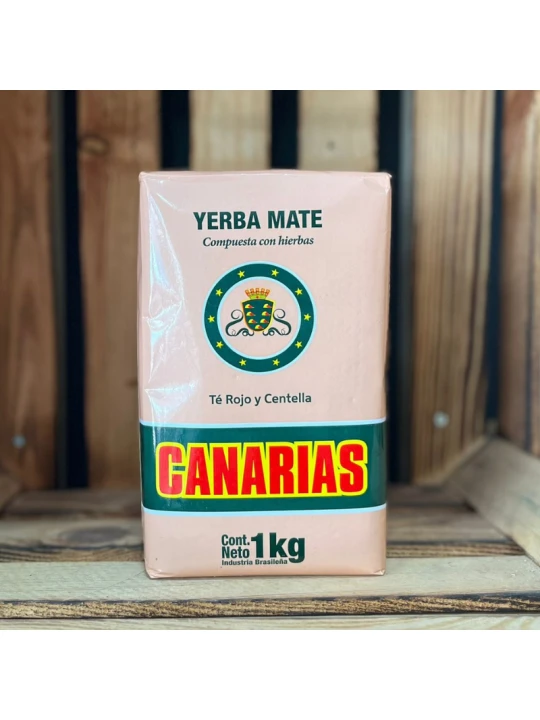 YERBA MATE
Compuesta con hierbas
Té Rojo y Centella
CANARIAS
Cont.
Neto 1kg
Industria Brasileña